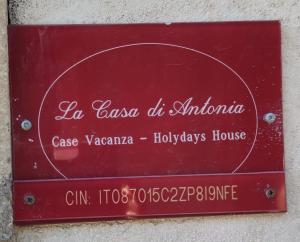 La Casa di Antonia
Case Vacanza - Holydays House
CIN: IT087015C2ZP8I9NFE